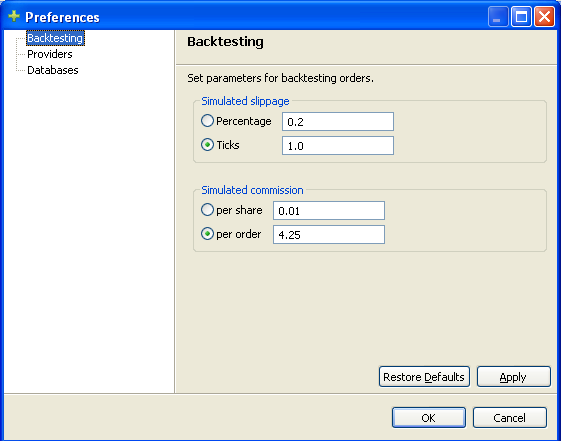 Preferences
Backtesting
Providers
Databases
Backtesting
Set parameters for backtesting orders.
Simulated slippage
Percentage 0.2
Ticks 1.0
Simulated commission
per share 0.01
per order 4.25
Restore Defaults Apply
OK Cancel